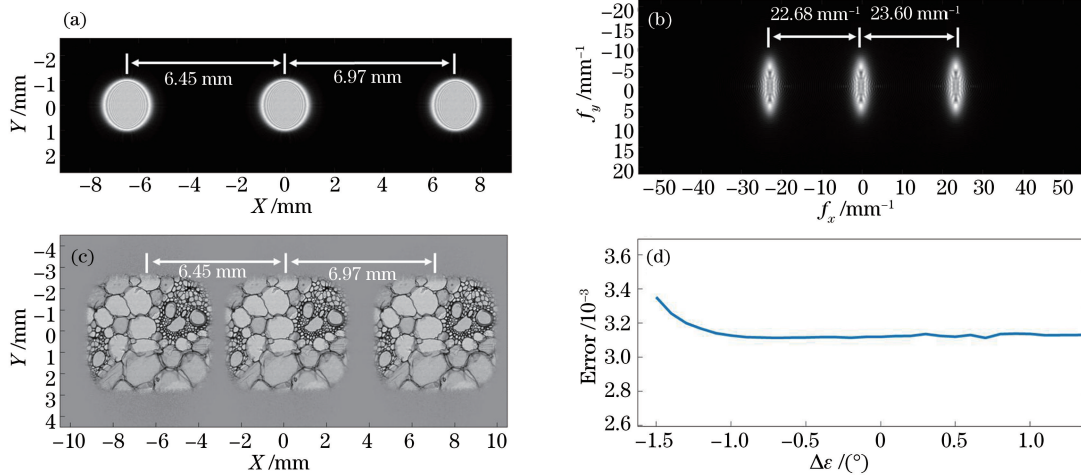 (a)
6.45 mm
6.97 mm
−2
−1
0
1
2
Y /mm
−8 −6 −4 −2 0 2 4 6 8
X /mm
(b)
22.68 mm⁻¹
23.60 mm⁻¹
−20
−15
−10
−5
0
5
10
15
20
f_y /mm⁻¹
−50 −40 −30 −20 −10 0 10 20 30 40 50
f_x /mm⁻¹
(c)
6.45 mm
6.97 mm
−4
−3
−2
−1
0
1
2
3
4
Y /mm
−10 −8 −6 −4 −2 0 2 4 6 8 10
X /mm
(d)
3.6
3.4
3.2
3.0
2.8
2.6
Error /10⁻³
−1.5 −1.0 −0.5 0 0.5 1.0
Δε /(°)